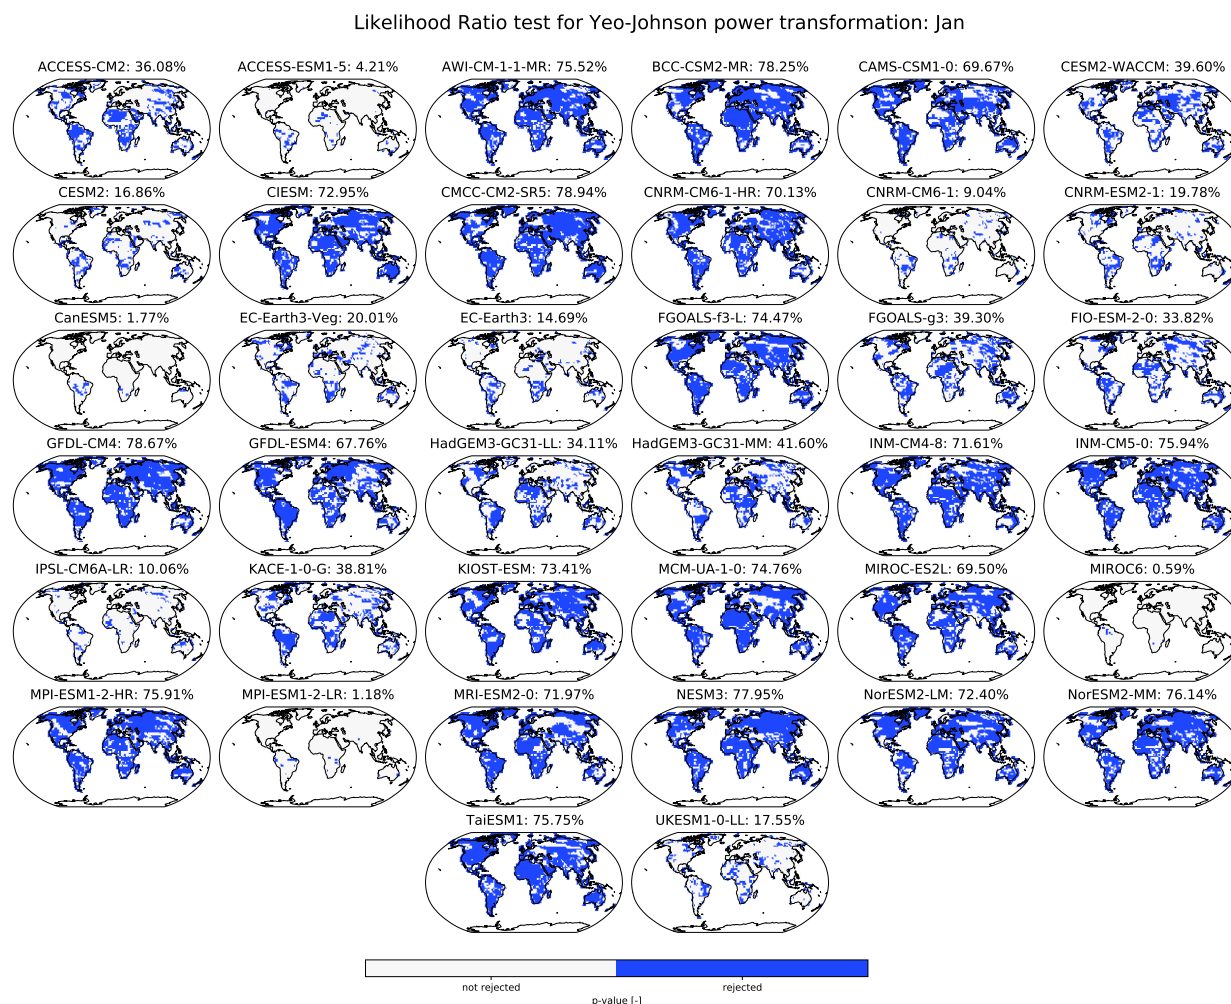 Likelihood Ratio test for Yeo-Johnson power transformation: Jan
ACCESS-CM2: 36.08% ACCESS-ESM1-5: 4.21% AWI-CM-1-1-MR: 75.52% BCC-CSM2-MR: 78.25% CAMS-CSM1-0: 69.67% CESM2-WACCM: 39.60%
CESM2: 16.86% CIESM: 72.95% CMCC-CM2-SR5: 78.94% CNRM-CM6-1-HR: 70.13% CNRM-CM6-1: 9.04% CNRM-ESM2-1: 19.78%
CanESM5: 1.77% EC-Earth3-Veg: 20.01% EC-Earth3: 14.69% FGOALS-f3-L: 74.47% FGOALS-g3: 39.30% FIO-ESM-2-0: 33.82%
GFDL-CM4: 78.67% GFDL-ESM4: 67.76% HadGEM3-GC31-LL: 34.11% HadGEM3-GC31-MM: 41.60% INM-CM4-8: 71.61% INM-CM5-0: 75.94%
IPSL-CM6A-LR: 10.06% KACE-1-0-G: 38.81% KIOST-ESM: 73.41% MCM-UA-1-0: 74.76% MIROC-ES2L: 69.50% MIROC6: 0.59%
MPI-ESM1-2-HR: 75.91% MPI-ESM1-2-LR: 1.18% MRI-ESM2-0: 71.97% NESM3: 77.95% NorESM2-LM: 72.40% NorESM2-MM: 76.14%
TaiESM1: 75.75% UKESM1-0-LL: 17.55%
not rejected rejected
p-value [-]